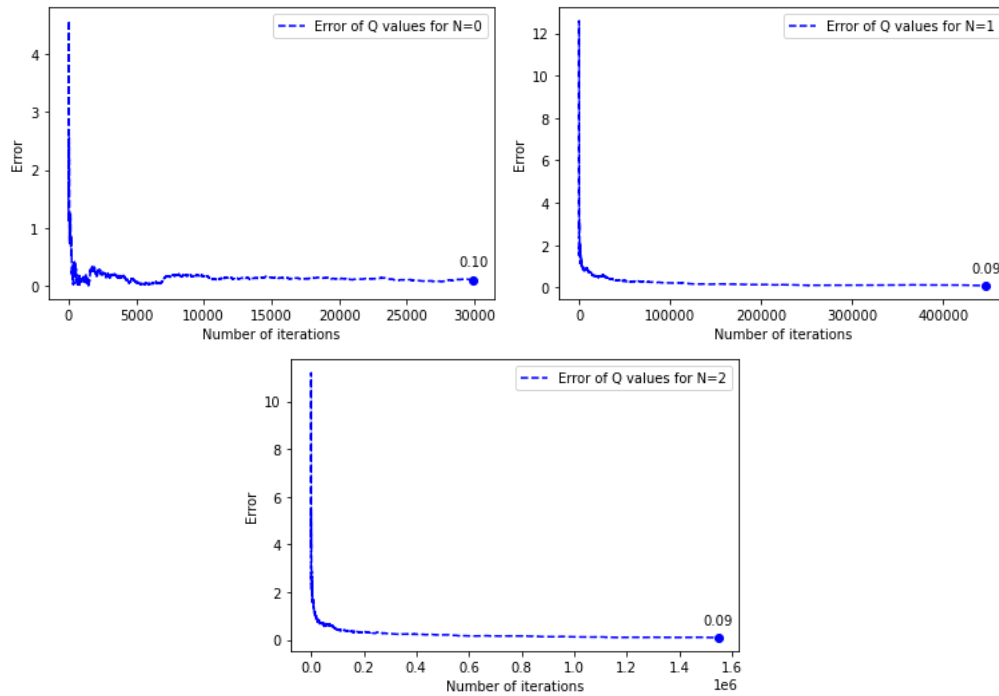 Error of Q values for N=0
Error
4
3
2
1
0
0.10
0 5000 10000 15000 20000 25000 30000
Number of iterations
Error of Q values for N=1
Error
12
10
8
6
4
2
0
0.09
0 100000 200000 300000 400000
Number of iterations
Error of Q values for N=2
Error
10
8
6
4
2
0
0.09
0.0 0.2 0.4 0.6 0.8 1.0 1.2 1.4 1.6
1e6
Number of iterations